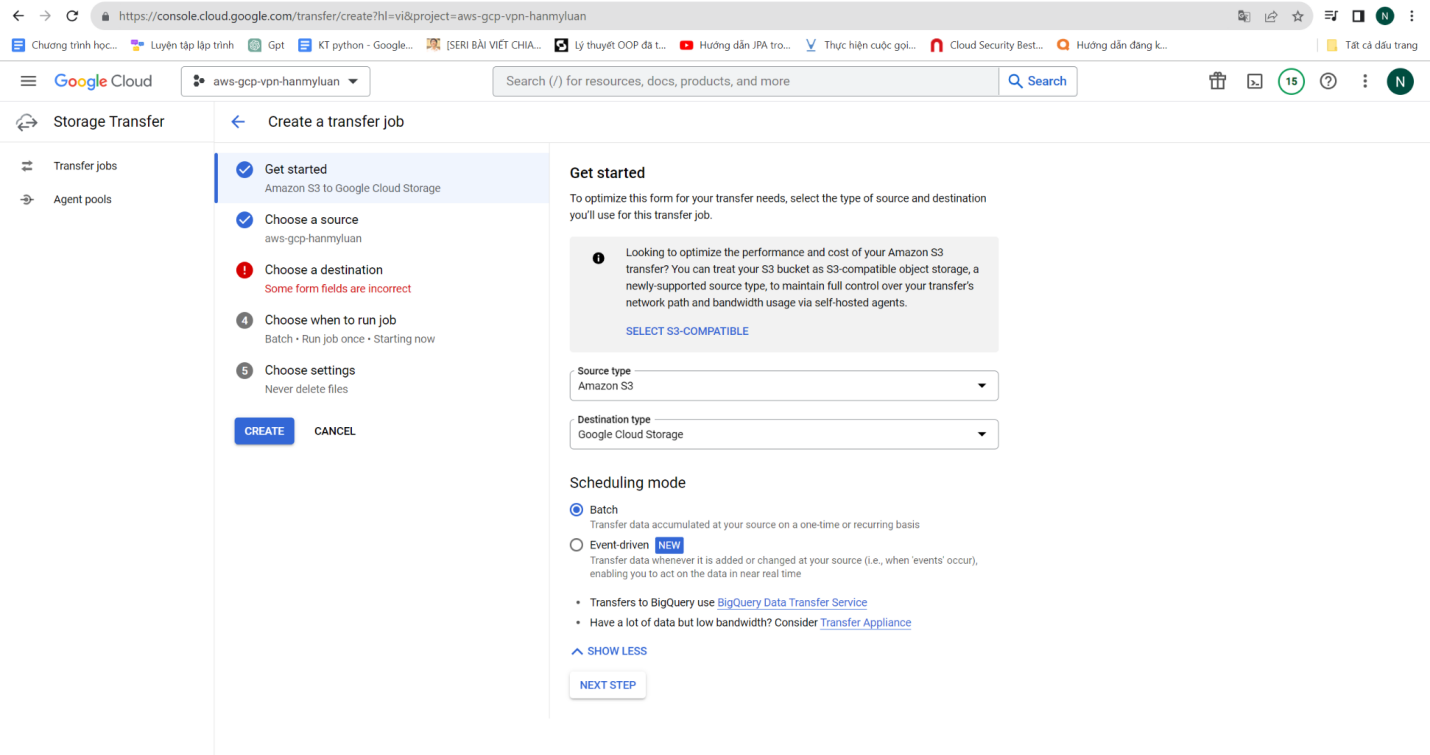 https://console.cloud.google.com/transfer/create?hl=vi&project=aws-gcp-vpn-hanmyluan
N
Chương trình học...
Luyện tập lập trình
Gpt
KT python - Google...
[SERI BÀI VIẾT CHIA...
Lý thuyết OOP đã t...
Hướng dẫn JPA tro...
Thực hiện cuộc gọi...
Cloud Security Best...
Hướng dẫn đăng k...
Tất cả dấu trang
Google Cloud
aws-gcp-vpn-hanmyluan
Search (/) for resources, docs, products, and more
Search
15
N
Storage Transfer
Create a transfer job
Transfer jobs
Agent pools
Get started
Amazon S3 to Google Cloud Storage
Choose a source
aws-gcp-hanmyluan
Choose a destination
Some form fields are incorrect
4 Choose when to run job
Batch • Run job once • Starting now
5 Choose settings
Never delete files
CREATE
CANCEL
Get started
To optimize this form for your transfer needs, select the type of source and destination
you'll use for this transfer job.
Looking to optimize the performance and cost of your Amazon S3
transfer? You can treat your S3 bucket as S3-compatible object storage, a
newly-supported source type, to maintain full control over your transfer's
network path and bandwidth usage via self-hosted agents.
SELECT S3-COMPATIBLE
Source type
Amazon S3
Destination type
Google Cloud Storage
Scheduling mode
Batch
Transfer data accumulated at your source on a one-time or recurring basis
Event-driven NEW
Transfer data whenever it is added or changed at your source (i.e., when 'events' occur),
enabling you to act on the data in near real time
• Transfers to BigQuery use BigQuery Data Transfer Service
• Have a lot of data but low bandwidth? Consider Transfer Appliance
SHOW LESS
NEXT STEP